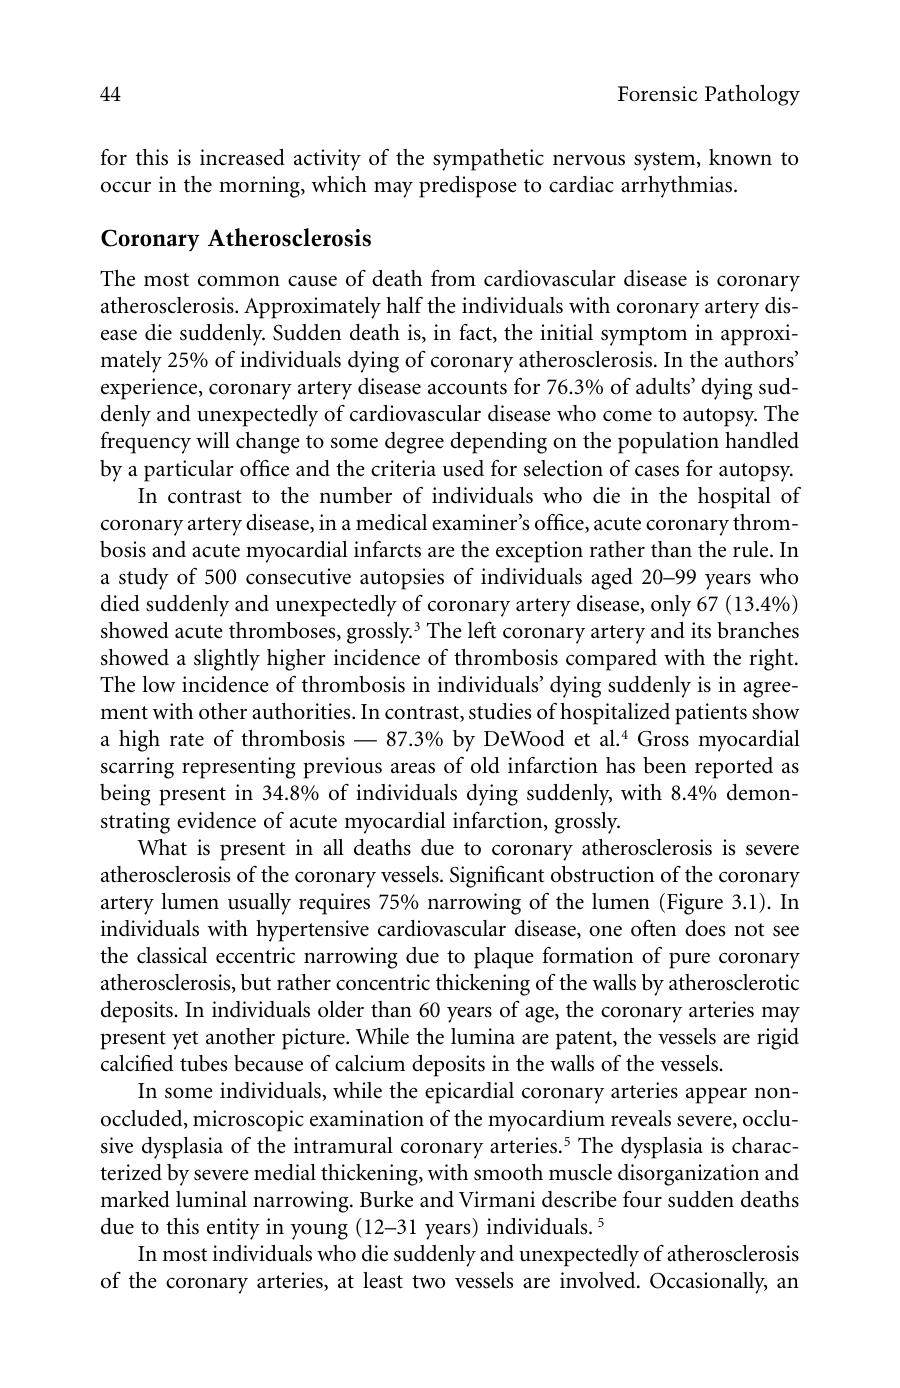 44 Forensic Pathology
for this is increased activity of the sympathetic nervous system, known to
occur in the morning, which may predispose to cardiac arrhythmias.
Coronary Atherosclerosis
The most common cause of death from cardiovascular disease is coronary
atherosclerosis. Approximately half the individuals with coronary artery dis-
ease die suddenly. Sudden death is, in fact, the initial symptom in approxi-
mately 25% of individuals dying of coronary atherosclerosis. In the authors’
experience, coronary artery disease accounts for 76.3% of adults’ dying sud-
denly and unexpectedly of cardiovascular disease who come to autopsy. The
frequency will change to some degree depending on the population handled
by a particular office and the criteria used for selection of cases for autopsy.
In contrast to the number of individuals who die in the hospital of
coronary artery disease, in a medical examiner’s office, acute coronary throm-
bosis and acute myocardial infarcts are the exception rather than the rule. In
a study of 500 consecutive autopsies of individuals aged 20–99 years who
died suddenly and unexpectedly of coronary artery disease, only 67 (13.4%)
showed acute thromboses, grossly.³ The left coronary artery and its branches
showed a slightly higher incidence of thrombosis compared with the right.
The low incidence of thrombosis in individuals’ dying suddenly is in agree-
ment with other authorities. In contrast, studies of hospitalized patients show
a high rate of thrombosis — 87.3% by DeWood et al.⁴ Gross myocardial
scarring representing previous areas of old infarction has been reported as
being present in 34.8% of individuals dying suddenly, with 8.4% demon-
strating evidence of acute myocardial infarction, grossly.
What is present in all deaths due to coronary atherosclerosis is severe
atherosclerosis of the coronary vessels. Significant obstruction of the coronary
artery lumen usually requires 75% narrowing of the lumen (Figure 3.1). In
individuals with hypertensive cardiovascular disease, one often does not see
the classical eccentric narrowing due to plaque formation of pure coronary
atherosclerosis, but rather concentric thickening of the walls by atherosclerotic
deposits. In individuals older than 60 years of age, the coronary arteries may
present yet another picture. While the lumina are patent, the vessels are rigid
calcified tubes because of calcium deposits in the walls of the vessels.
In some individuals, while the epicardial coronary arteries appear non-
occluded, microscopic examination of the myocardium reveals severe, occlu-
sive dysplasia of the intramural coronary arteries.⁵ The dysplasia is charac-
terized by severe medial thickening, with smooth muscle disorganization and
marked luminal narrowing. Burke and Virmani describe four sudden deaths
due to this entity in young (12–31 years) individuals. ⁵
In most individuals who die suddenly and unexpectedly of atherosclerosis
of the coronary arteries, at least two vessels are involved. Occasionally, an